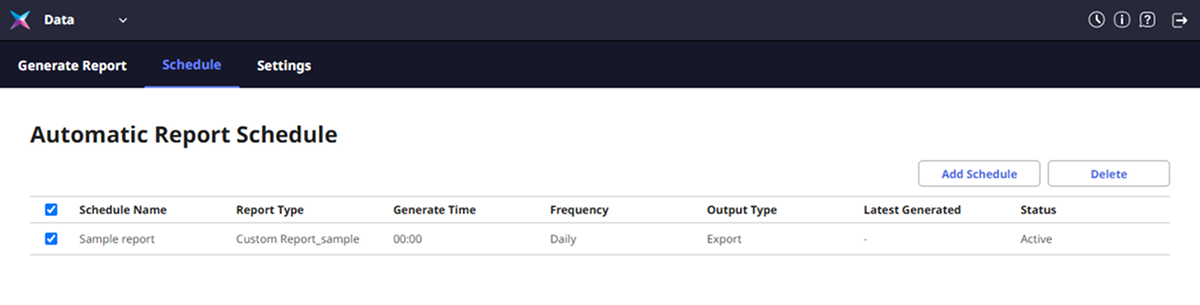 Data
Generate Report Schedule Settings
Automatic Report Schedule
Add Schedule Delete
Schedule Name Report Type Generate Time Frequency Output Type Latest Generated Status
Sample report Custom Report_sample 00:00 Daily Export - Active